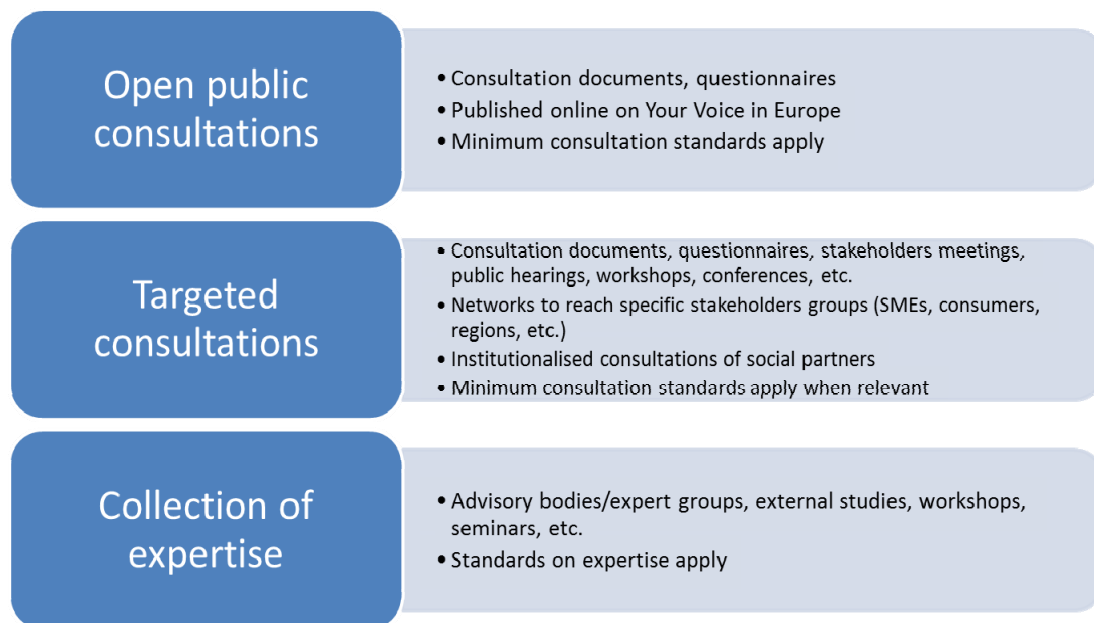 Open public
consultations
• Consultation documents, questionnaires
• Published online on Your Voice in Europe
• Minimum consultation standards apply
Targeted
consultations
• Consultation documents, questionnaires, stakeholders meetings,
public hearings, workshops, conferences, etc.
• Networks to reach specific stakeholders groups (SMEs, consumers,
regions, etc.)
• Institutionalised consultations of social partners
• Minimum consultation standards apply when relevant
Collection of
expertise
• Advisory bodies/expert groups, external studies, workshops,
seminars, etc.
• Standards on expertise apply